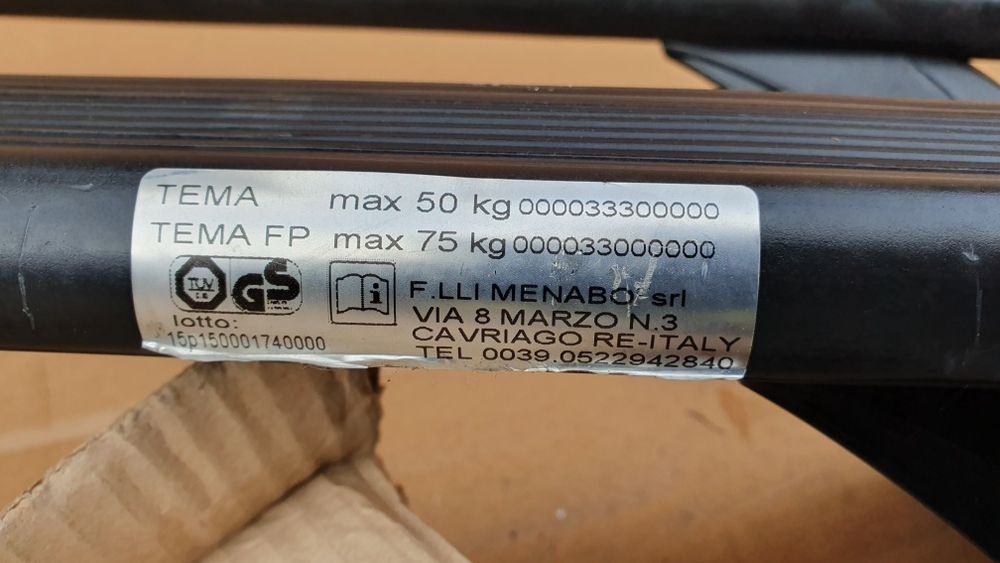 TEMA max 50 kg 000033300000
TEMA FP max 75 kg 000033000000
TUV GS i
F.LLI MENABO' srl
VIA 8 MARZO N.3
lotto:
CAVRIAGO RE-ITALY
15p150001740000
TEL 0039.0522942840